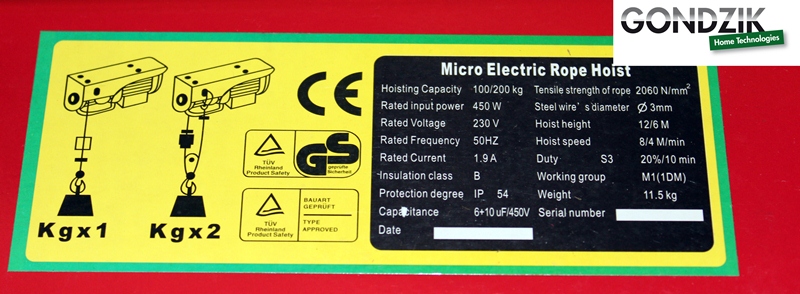 GONDZIK
Home Technologies
Kgx1
Kgx2
CE
TÜV
Rheinland
Product Safety
GS
geprüfte
Sicherheit
TÜV
Rheinland
Product Safety
BAUART
GEPRÜFT
TYPE
APPROVED
Micro Electric Rope Hoist
Hoisting Capacity 100/200 kg Tensile strength of rope 2060 N/mm²
Rated input power 450 W Steel wire's diameter Ø 3mm
Rated Voltage 230 V Hoist height 12/6 M
Rated Frequency 50HZ Hoist speed 8/4 M/min
Rated Current 1.9 A Duty S3 20%/10 min
Insulation class B Working group M1(1DM)
Protection degree IP 54 Weight 11.5 kg
Capacitance 6+10 uF/450V Serial number
Date